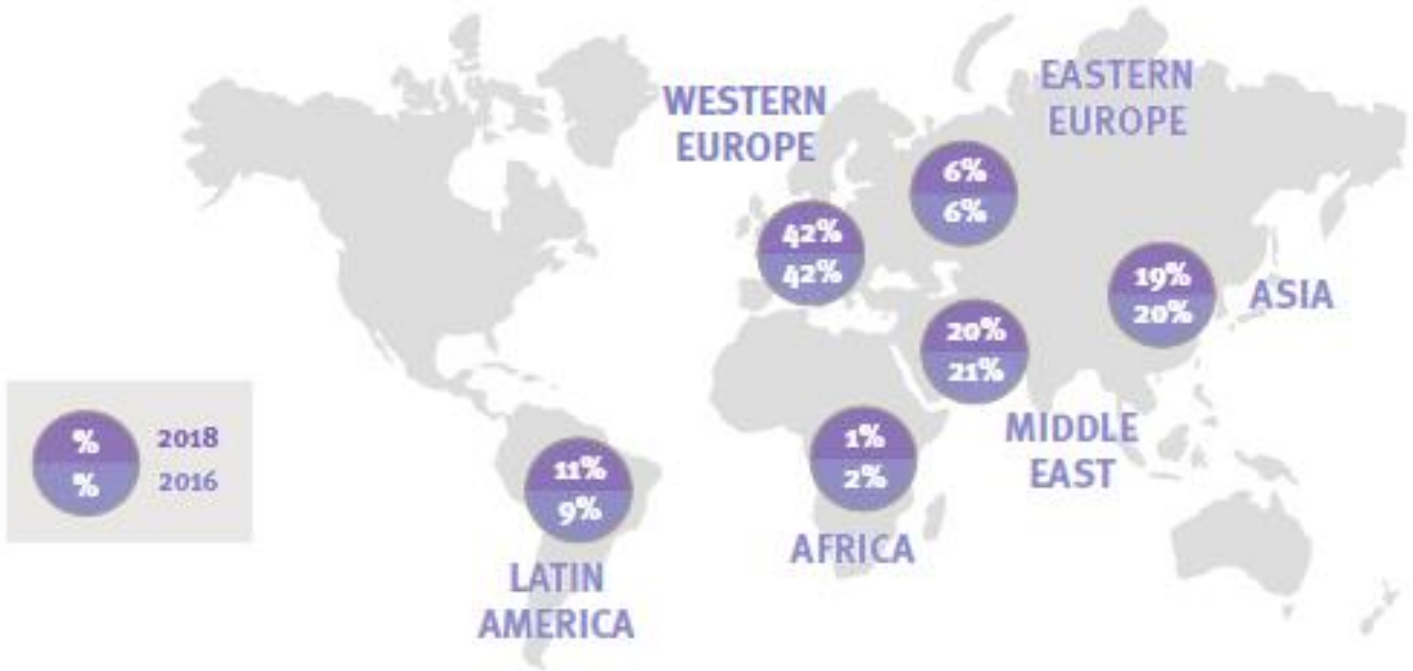 WESTERN
EUROPE
42%
42%
EASTERN
EUROPE
6%
6%
19%
20%
ASIA
20%
21%
MIDDLE
EAST
1%
2%
AFRICA
11%
9%
LATIN
AMERICA
% 2018
% 2016